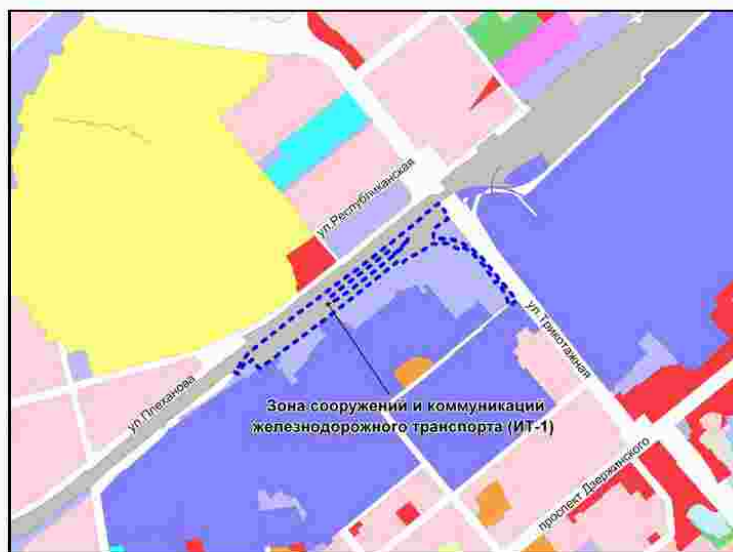 ул.Республиканская
ул.Трикотажная
ул.Плеханова
Зона сооружений и коммуникаций
железнодорожного транспорта (ИТ-1)
проспект Дзержинского